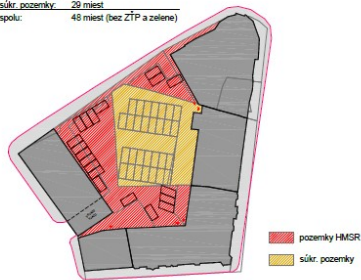 súkr. pozemky: 29 miest
spolu: 48 miest (bez ZŤP a zelene)
pozemky HMSR
súkr. pozemky